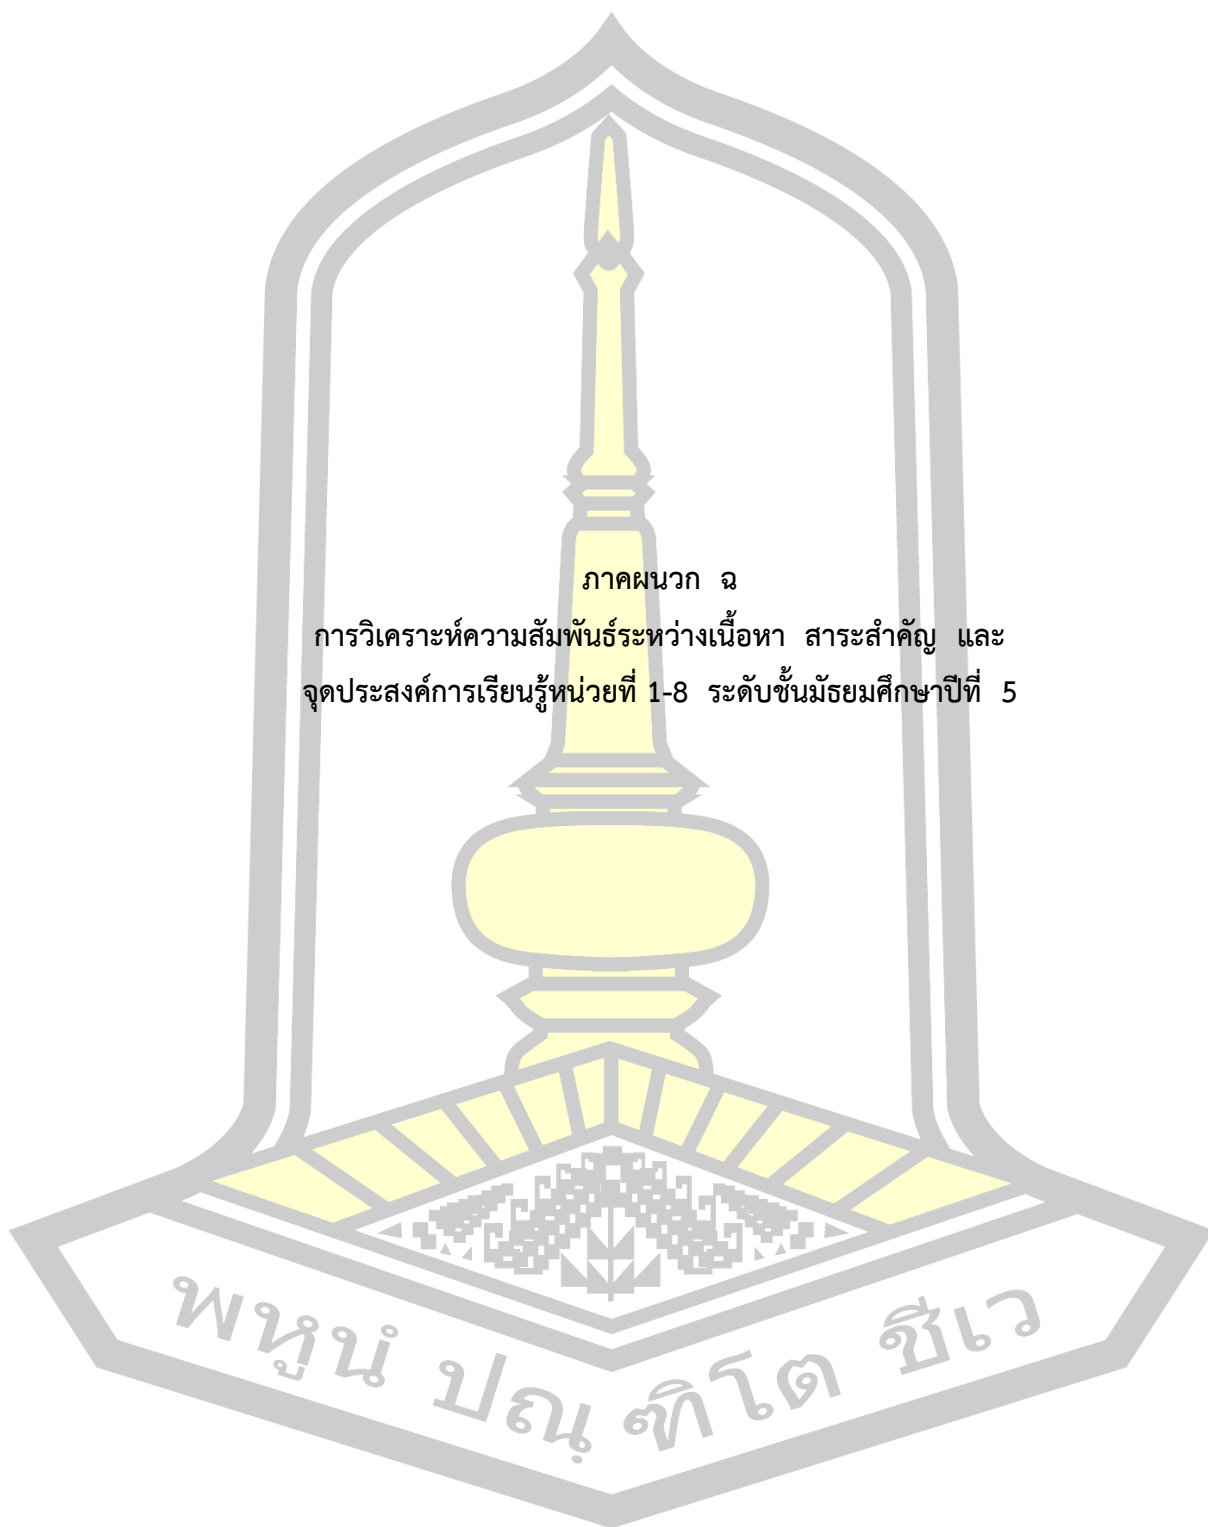 ภาคผนวก ฉ
การวิเคราะห์ความสัมพันธ์ระหว่างเนื้อหา สาระสำคัญ และ
จุดประสงค์การเรียนรู้หน่วยที่ 1-8 ระดับชั้นมัธยมศึกษาปีที่ 5
พหูนํ ปณฺฑิโต ชีเว